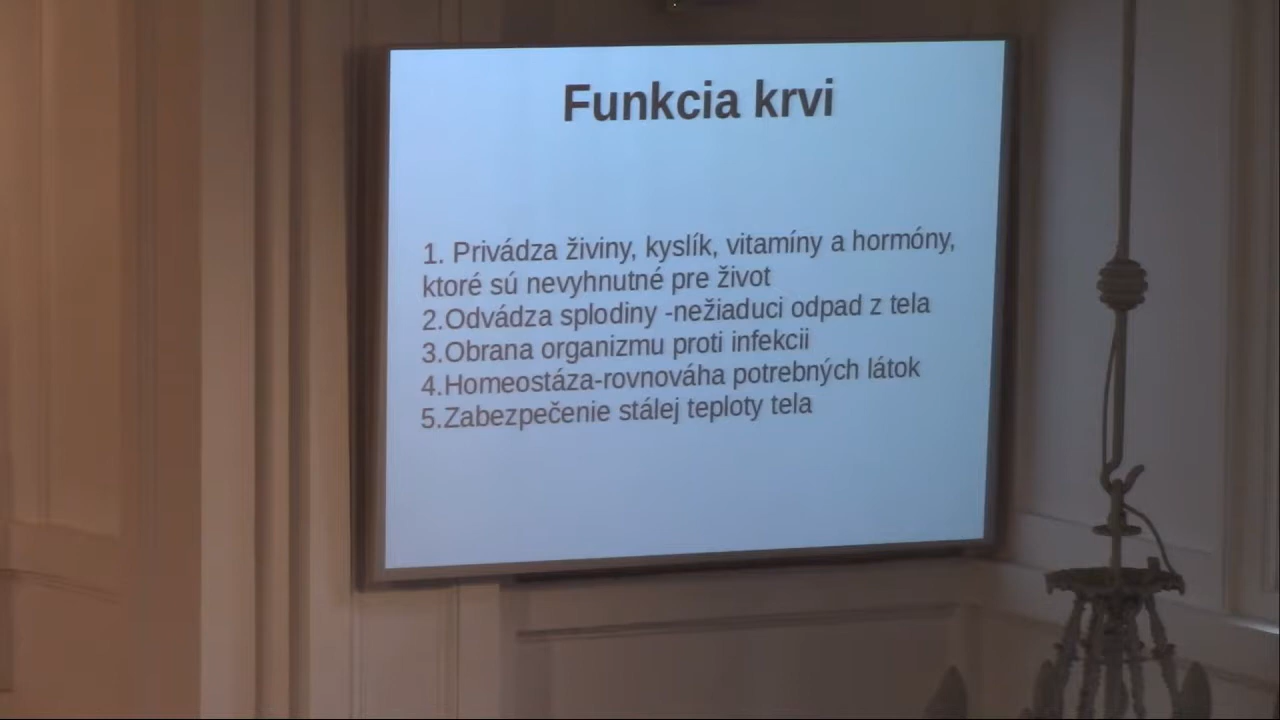 Funkcia krvi
1. Privádza živiny, kyslík, vitamíny a hormóny,
ktoré sú nevyhnutné pre život
2.Odvádza splodiny -nežiaduci odpad z tela
3.Obrana organizmu proti infekcii
4.Homeostáza-rovnováha potrebných látok
5.Zabezpečenie stálej teploty tela